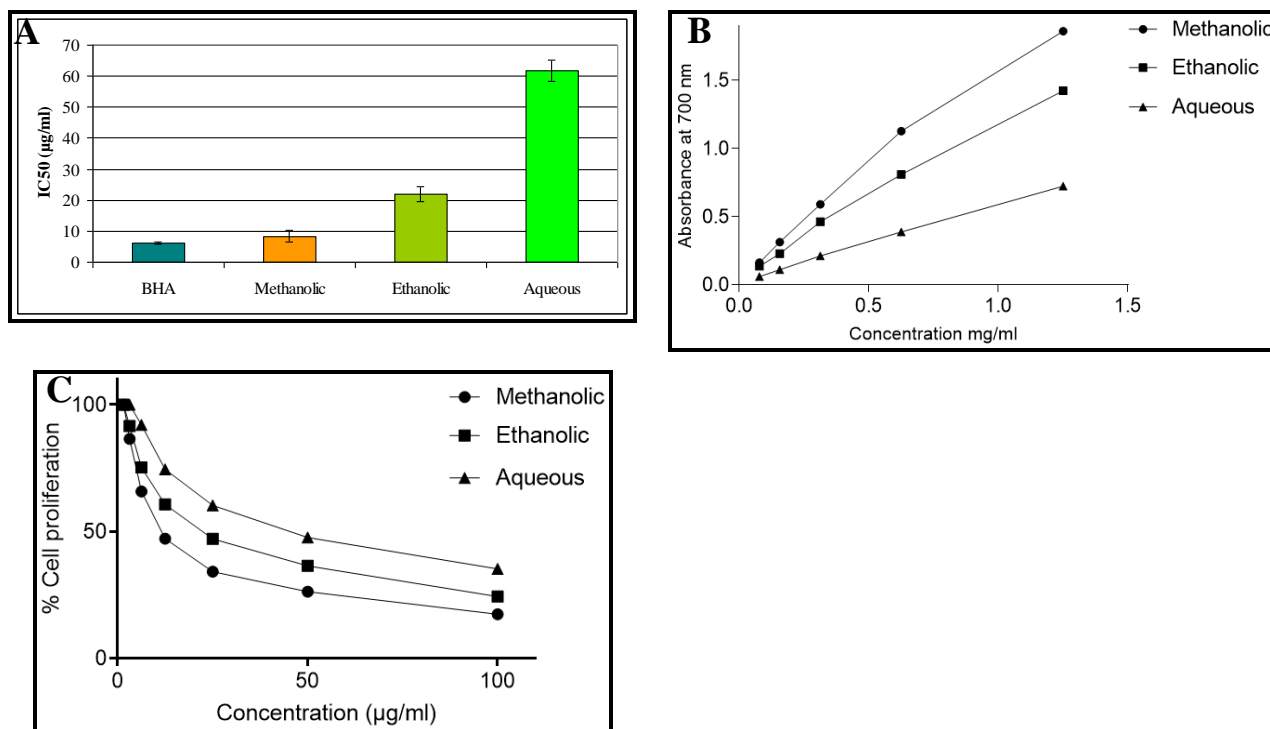 A
IC50 (µg/ml)
70
60
50
40
30
20
10
0
BHA Methanolic Ethanolic Aqueous
B
Absorbance at 700 nm
1.5
1.0
0.5
0.0
0.0 0.5 1.0 1.5
Concentration mg/ml
Methanolic
Ethanolic
Aqueous
C
% Cell proliferation
100
50
0
0 50 100
Concentration (µg/ml)
Methanolic
Ethanolic
Aqueous